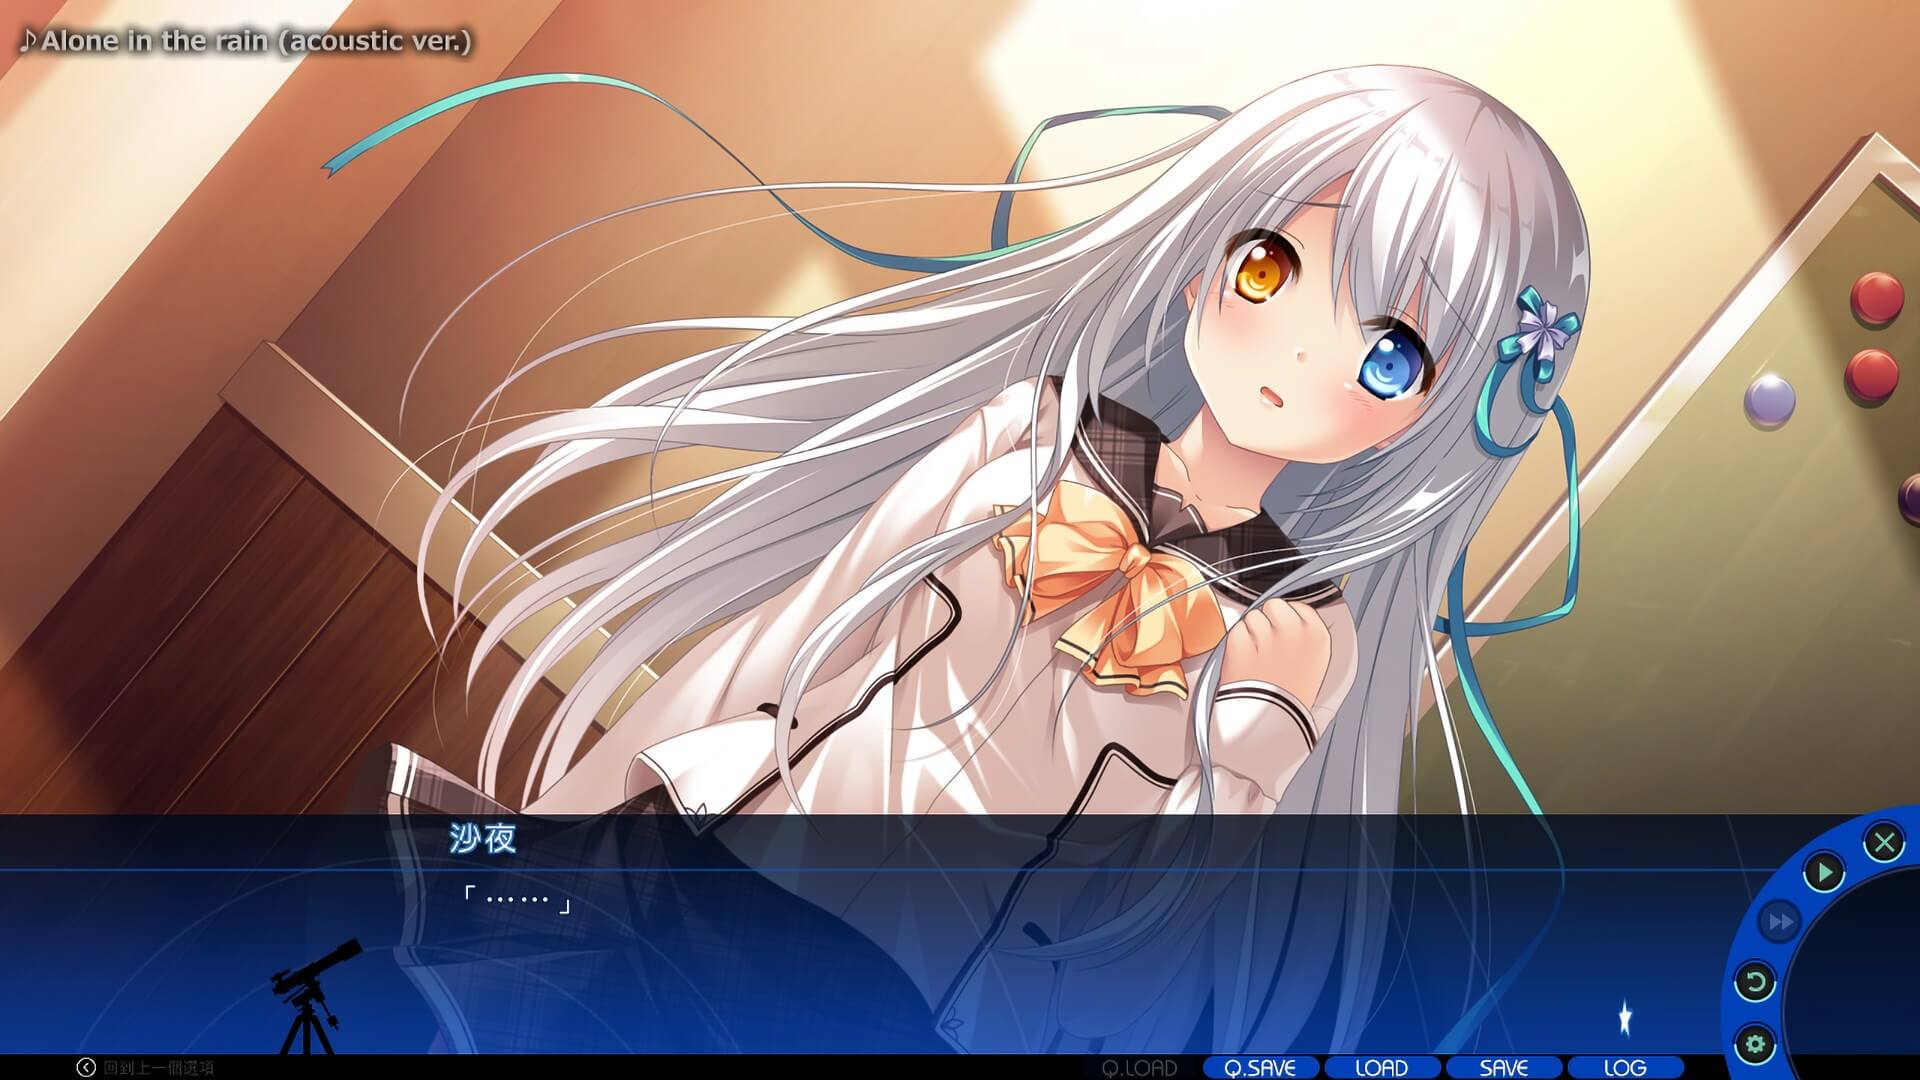 ♪Alone in the rain (acoustic ver.)
沙夜
「……」
回到上一個選項
Q.LOAD
Q.SAVE
LOAD
SAVE
LOG